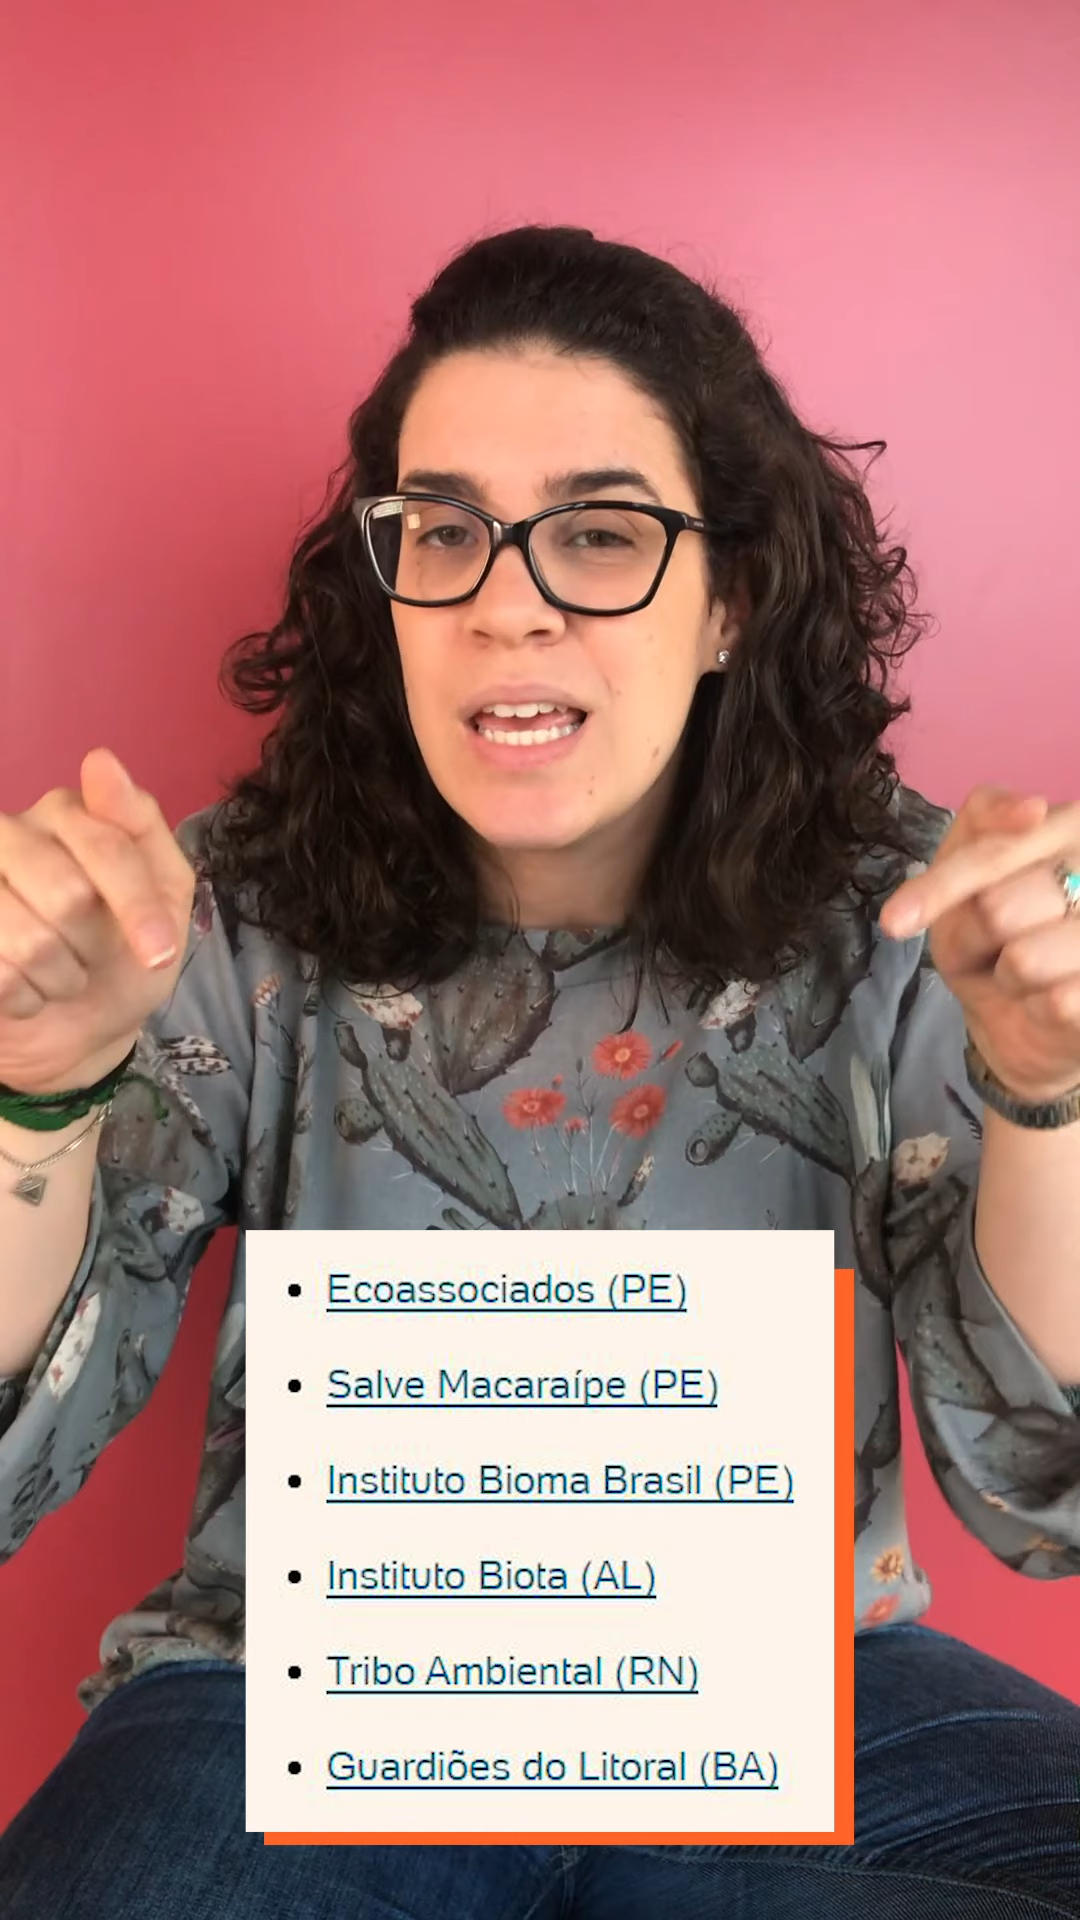 Ecoassociados (PE)
Salve Macaraípe (PE)
Instituto Bioma Brasil (PE)
Instituto Biota (AL)
Tribo Ambiental (RN)
Guardiões do Litoral (BA)